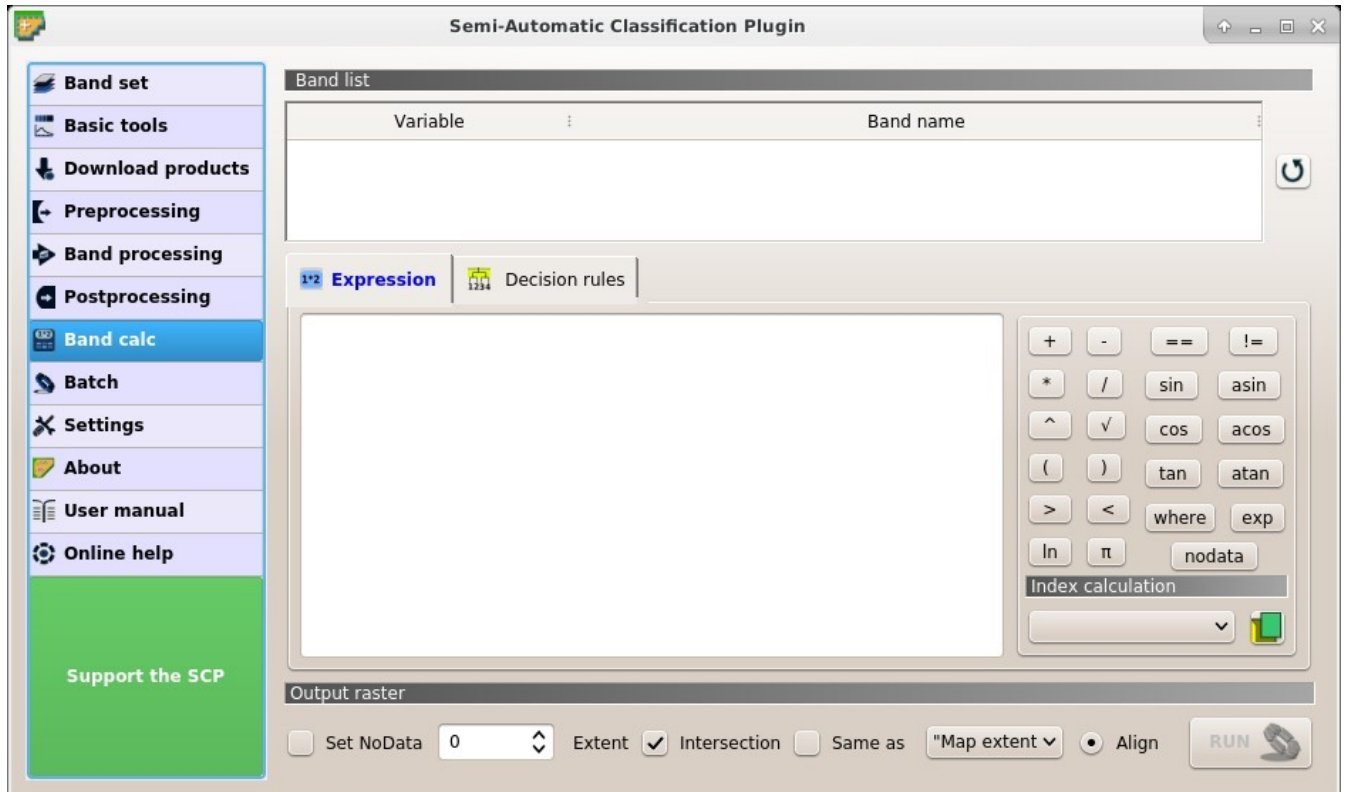 Semi-Automatic Classification Plugin
Band set
Basic tools
Download products
Preprocessing
Band processing
Postprocessing
Band calc
Batch
Settings
About
User manual
Online help
Support the SCP
Band list
Variable Band name
1*2 Expression 1234 Decision rules
+ - == !=
* / sin asin
^ √ cos acos
( ) tan atan
> < where exp
ln π nodata
Index calculation
Output raster
Set NoData 0 Extent Intersection Same as "Map extent Align RUN